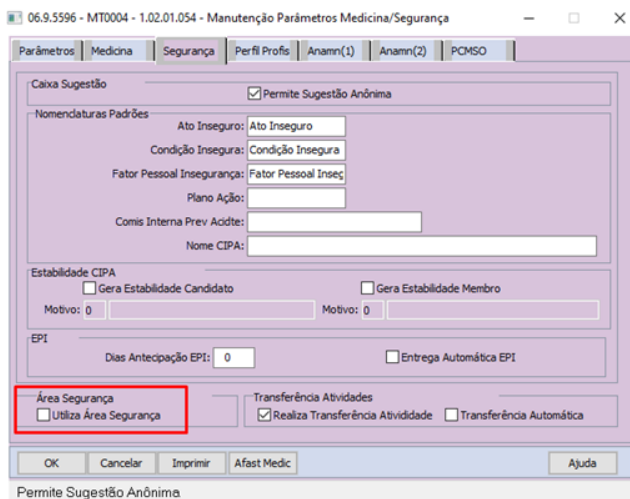 06.9.5596 - MT0004 - 1.02.01.054 - Manutenção Parâmetros Medicina/Segurança
Parâmetros Medicina Segurança Perfil Profis Anamn(1) Anamn(2) PCMSO
Caixa Sugestão
Permite Sugestão Anônima
Nomenclaturas Padrões
Ato Inseguro: Ato Inseguro
Condição Insegura: Condição Insegura
Fator Pessoal Insegurança: Fator Pessoal Inseg
Plano Ação:
Comis Interna Prev Acidte:
Nome CIPA:
Estabilidade CIPA
Gera Estabilidade Candidato Gera Estabilidade Membro
Motivo: 0 Motivo: 0
EPI
Dias Antecipação EPI: 0 Entrega Automática EPI
Área Segurança Transferência Atividades
Utiliza Área Segurança Realiza Transferência Ativididade Transferência Automática
OK Cancelar Imprimir Afast Medic Ajuda
Permite Sugestão Anônima